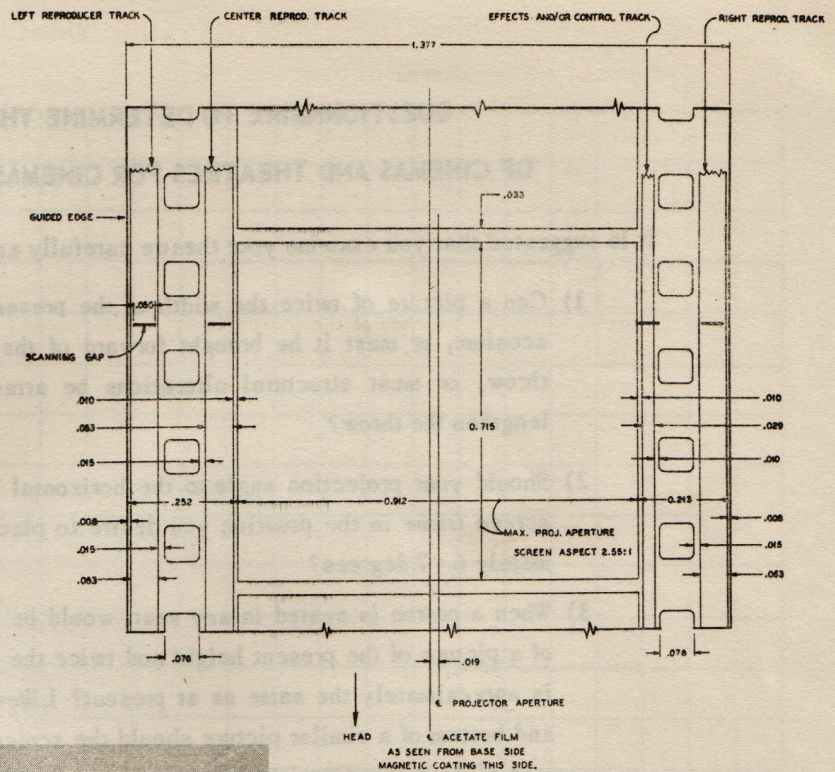 LEFT REPRODUCER TRACK
CENTER REPROD. TRACK
EFFECTS AND/OR CONTROL TRACK
RIGHT REPROD. TRACK
1.377
.033
GUIDED EDGE
.050
SCANNING GAP
.010
.010
.063
0.715
.029
.015
.010
.252
0.912
0.213
.008
MAX. PROJ. APERTURE
.008
.015
SCREEN ASPECT 2.55:1
.015
.063
.063
.078
.019
.078
℄ PROJECTOR APERTURE
HEAD
℄ ACETATE FILM
AS SEEN FROM BASE SIDE
MAGNETIC COATING THIS SIDE.